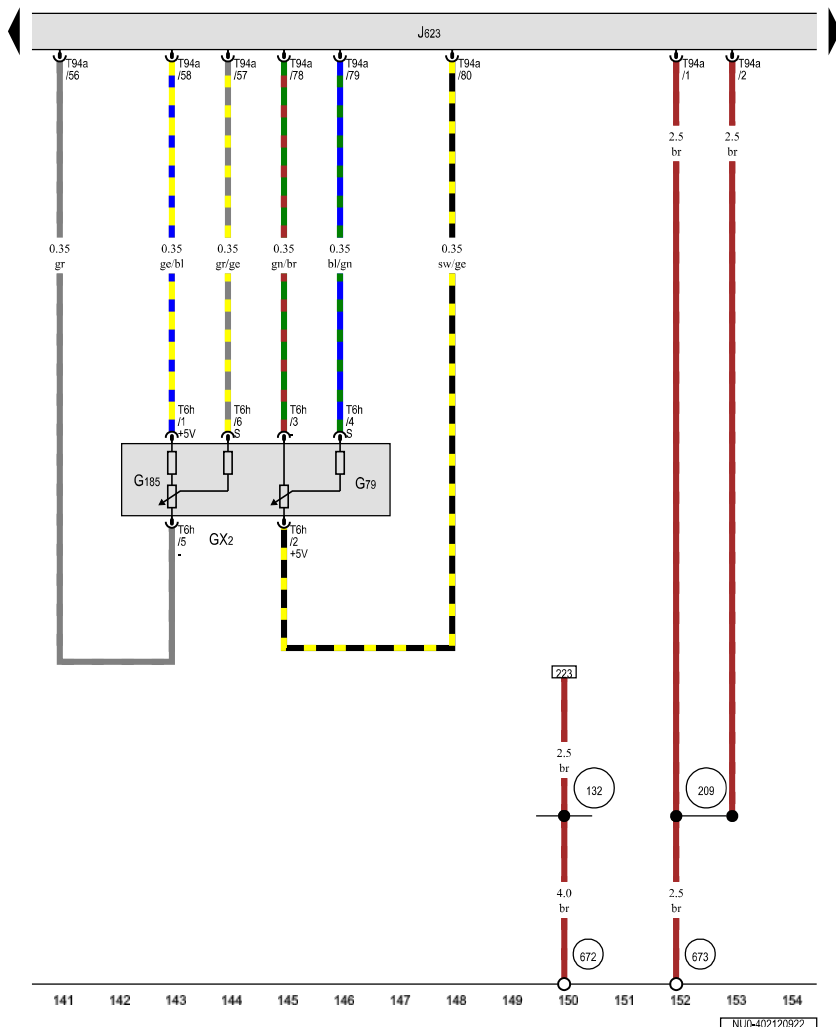 J623
T94a
/56
T94a
/58
T94a
/57
T94a
/78
T94a
/79
T94a
/80
T94a
/1
T94a
/2
2.5
br
2.5
br
0.35
gr
0.35
ge/bl
0.35
gr/ge
0.35
gn/br
0.35
bl/gn
0.35
sw/ge
T6h
/1
+5V
T6h
/6
S
T6h
/3
-
T6h
/4
S
G185
G79
T6h
/5
-
GX2
T6h
/2
+5V
223
2.5
br
132
209
4.0
br
2.5
br
672
673
141 142 143 144 145 146 147 148 149 150 151 152 153 154
NU0-402120922